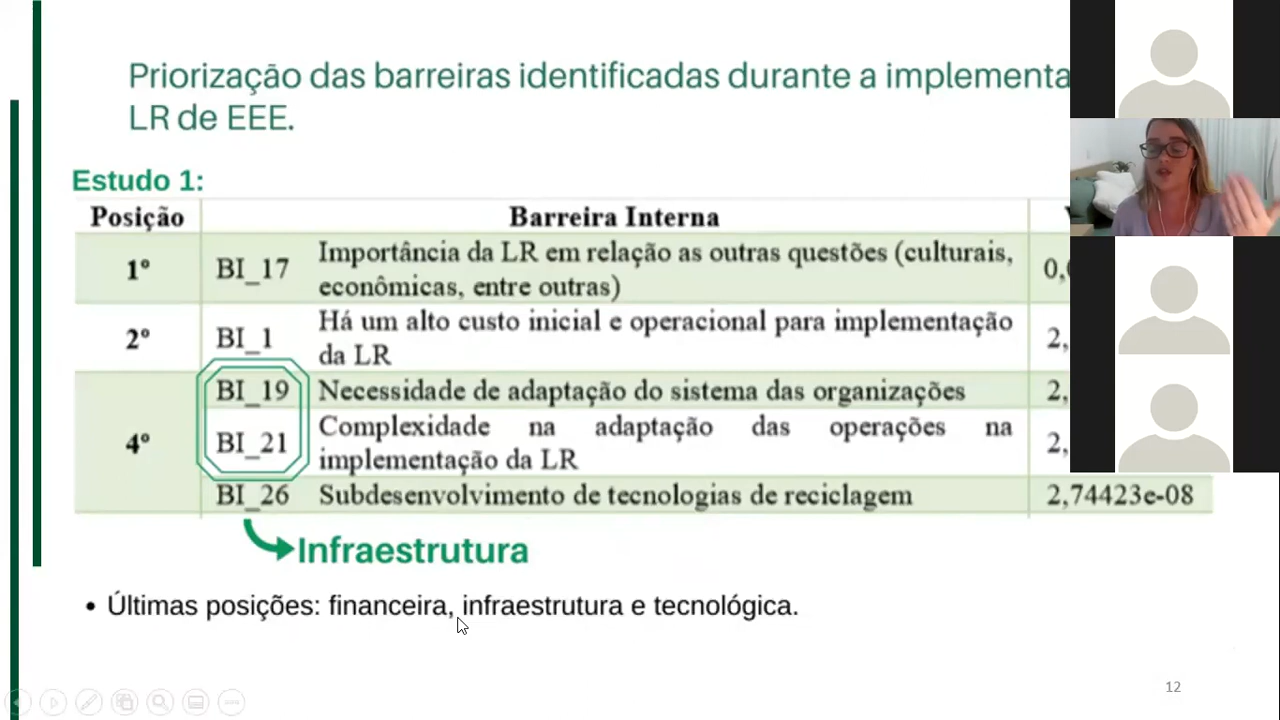 Priorização das barreiras identificadas durante a implementa
LR de EEE.
Estudo 1:
Posição Barreira Interna
1º BI_17 Importância da LR em relação as outras questões (culturais,
econômicas, entre outras)
2º BI_1 Há um alto custo inicial e operacional para implementação
da LR
BI_19 Necessidade de adaptação do sistema das organizações 2,
4º BI_21 Complexidade na adaptação das operações na
implementação da LR 2,
BI_26 Subdesenvolvimento de tecnologias de reciclagem 2,74423e-08
Infraestrutura
• Últimas posições: financeira, infraestrutura e tecnológica.
12